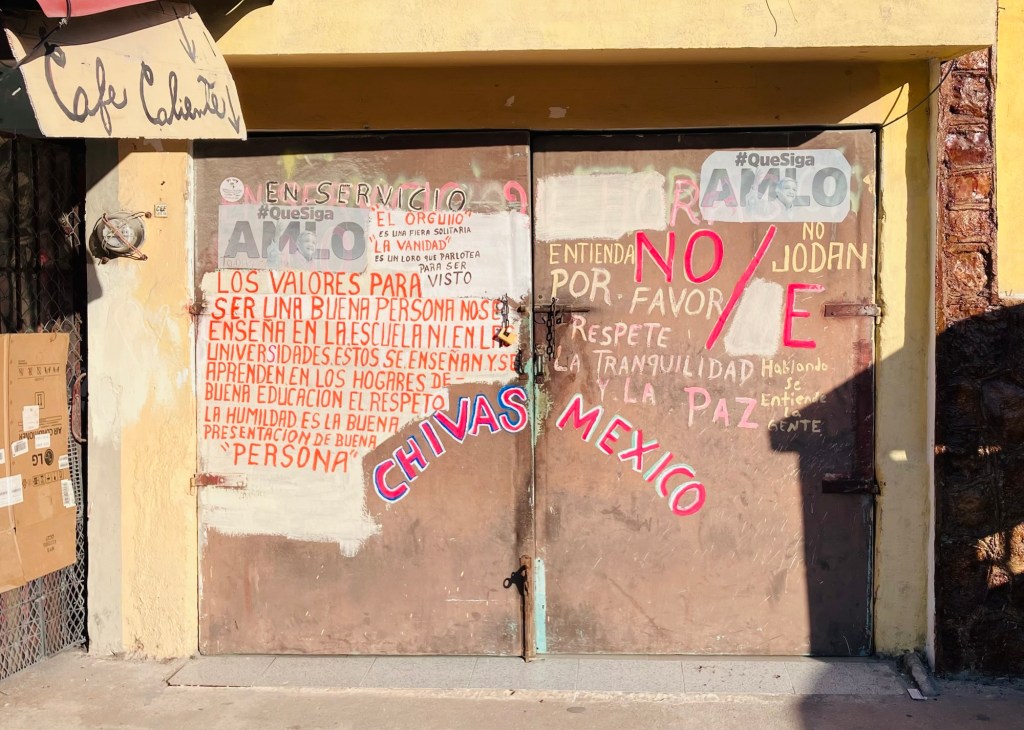 Cafe Caliente
EN-SERVICIO
#QueSiga
AMLO
"EL ORGULLO"
ES UNA FIERA SOLITARIA
"LA VANIDAD"
ES UN LORO QUE PARLOTEA
PARA SER
VISTO
LOS VALORES PARA
SER UNA BUENA PERSONA NO SE
ENSEÑA EN LA ESCUELA NI EN LE
UNIVERSIDADES. ESTOS SE ENSEÑAN Y SE
APRENDEN EN LOS HOGARES DE-
BUENA EDUCACION EL RESPETO
LA HUMILDAD ES LA BUENA
PRESENTACION DE BUENA
"PERSONA"
CHIVAS MEXICO
#QueSiga
AMLO
ENTIENDA NO/E
NO
JODAN
POR. FAVOR
RESPETE
LA TRANQUILIDAD
Y LA PAZ
Hablando
Se
Entiende
la
GENTE
AIR CONDITIONER
LG